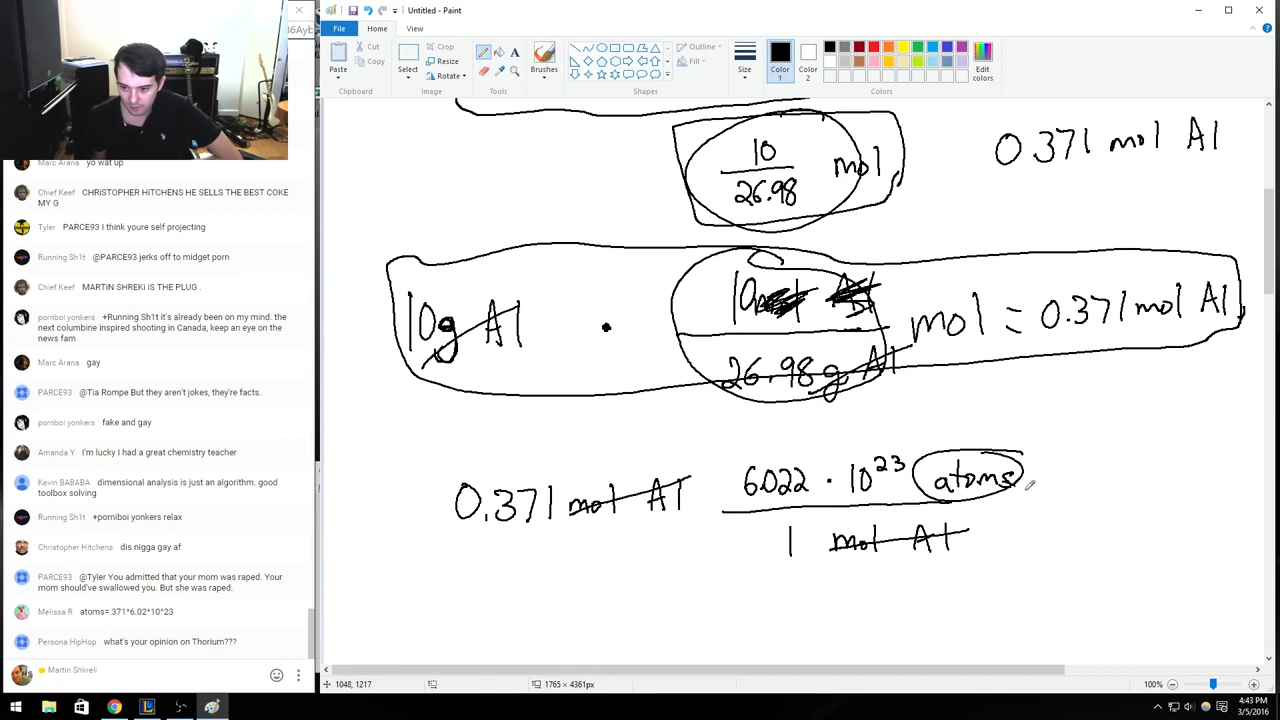 Untitled - Paint
File Home View
Paste Cut Copy Clipboard
Select Crop Resize Rotate Image
Tools
Brushes
Shapes Outline Fill
Size
Color 1 Color 2 Colors Edit colors
Marc Arana yo wat up
Chief Keef CHRiSTOPHER HiTCHENS HE SELLS THE BEST COKE
MY G
Tyler PARCE93 I think youre self projecting
Running Sh1t @PARCE93 jerks off to midget porn
Chief Keef MARTiN SHREKi iS THE PLUG .
pornboi yonkers +Running Sh1t it's already been on my mind. the
next columbine inspired shooting in Canada, keep an eye on the
news fam
Marc Arana gay
PARCE93 @Tia Rompe But they aren't jokes, they're facts.
pornboi yonkers fake and gay
Amanda Y I'm lucky I had a great chemistry teacher
Kevin BABABA dimensional analysis is just an algorithm. good
toolbox solving
Running Sh1t +porniboi yonkers relax
Christopher Hitchens dis nigga gay af
PARCE93 @Tyler You admitted that your mom was raped. Your
mom should've swallowed you. But she was raped.
Melissa R atoms=.371*6.02*10^23
Persona HipHop what's your opinion on Thorium???
Martin Shkreli
10
26.98
mol
0.371 mol Al
10g Al · 10
26.98 g Al
mol = 0.371 mol Al
0.371 mol Al
6.022 · 10^23 atoms
1 mol Al
1048, 1217
1765 × 4361px
100%
4:43 PM
3/5/2016